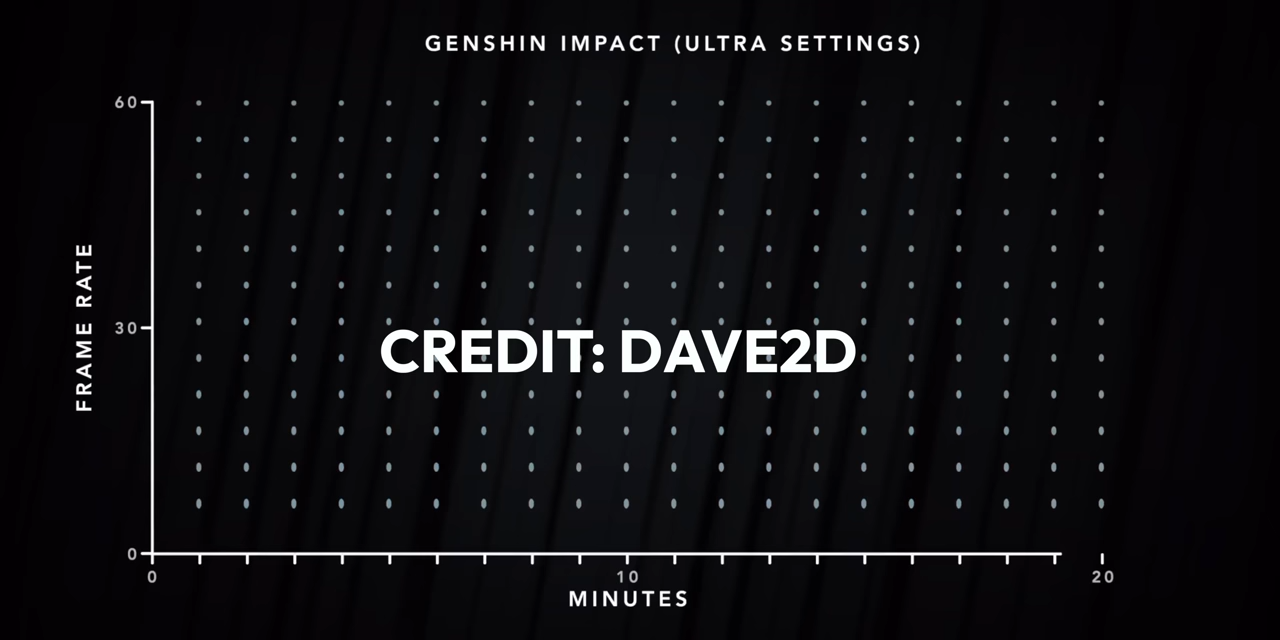 GENSHIN IMPACT (ULTRA SETTINGS)
60
FRAME RATE
30
CREDIT: DAVE2D
0
0
10
20
MINUTES